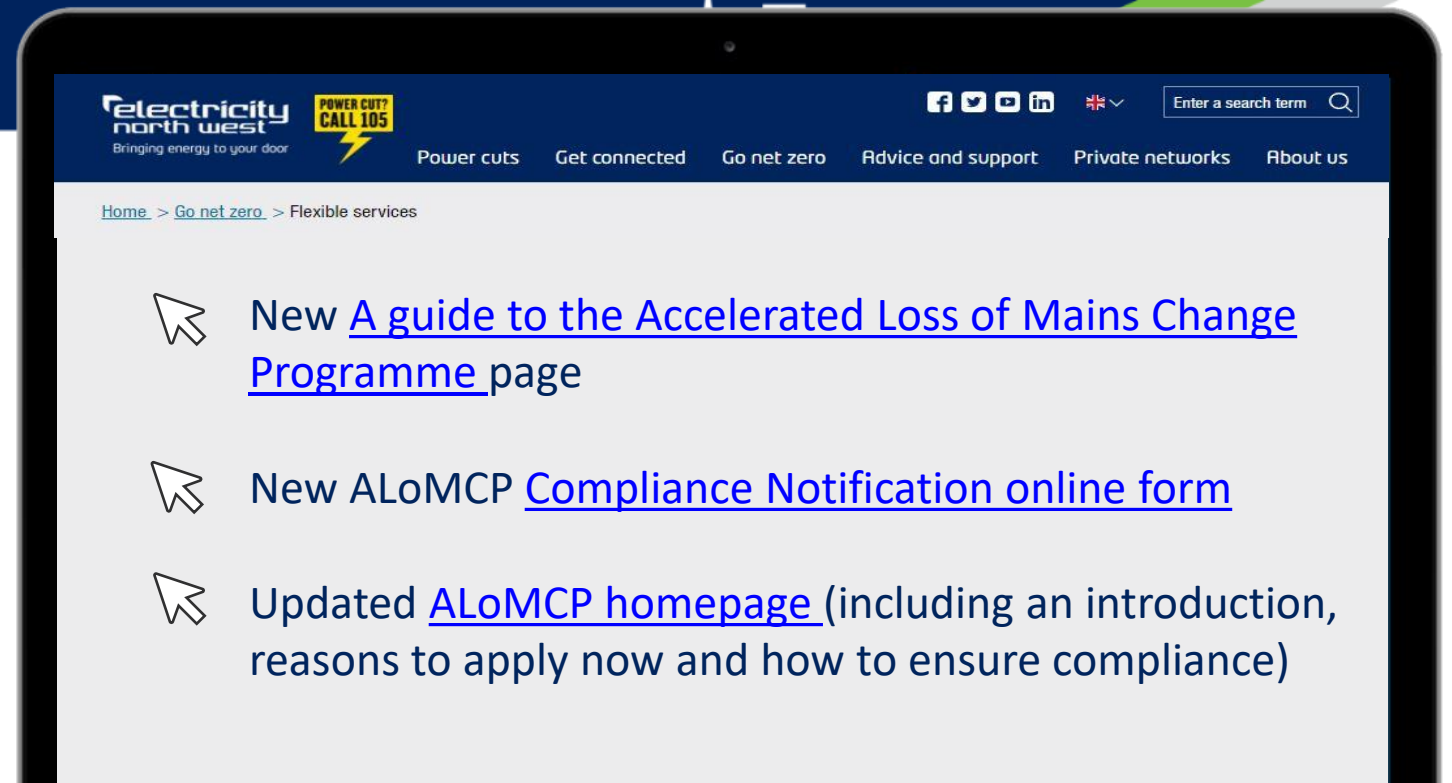 electricity
north west
Bringing energy to your door
POWER CUT?
CALL 105
Enter a search term
Power cuts Get connected Go net zero Advice and support Private networks About us
Home > Go net zero > Flexible services
New A guide to the Accelerated Loss of Mains Change
Programme page
New ALoMCP Compliance Notification online form
Updated ALoMCP homepage (including an introduction,
reasons to apply now and how to ensure compliance)